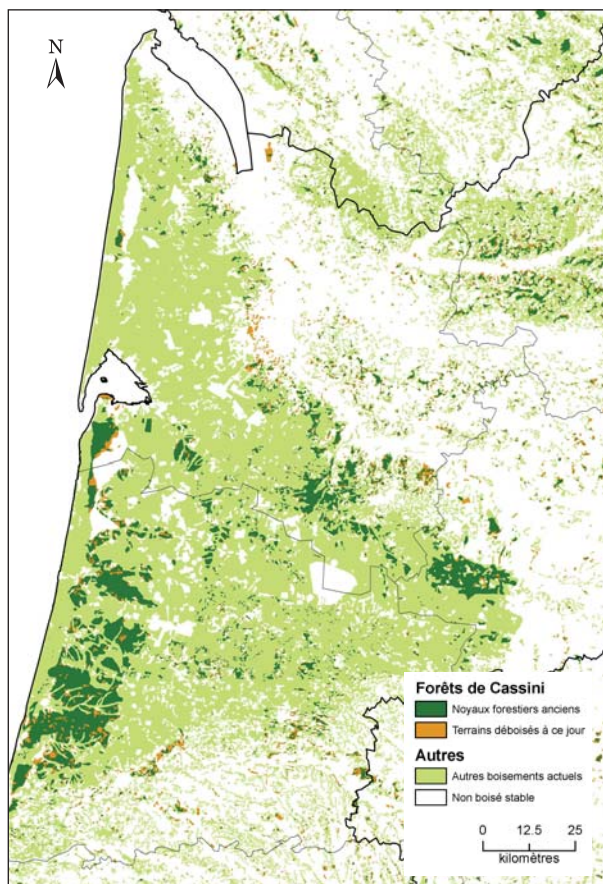 N
Forêts de Cassini
Noyaux forestiers anciens
Terrains déboisés à ce jour
Autres
Autres boisements actuels
Non boisé stable
0 12.5 25
kilomètres